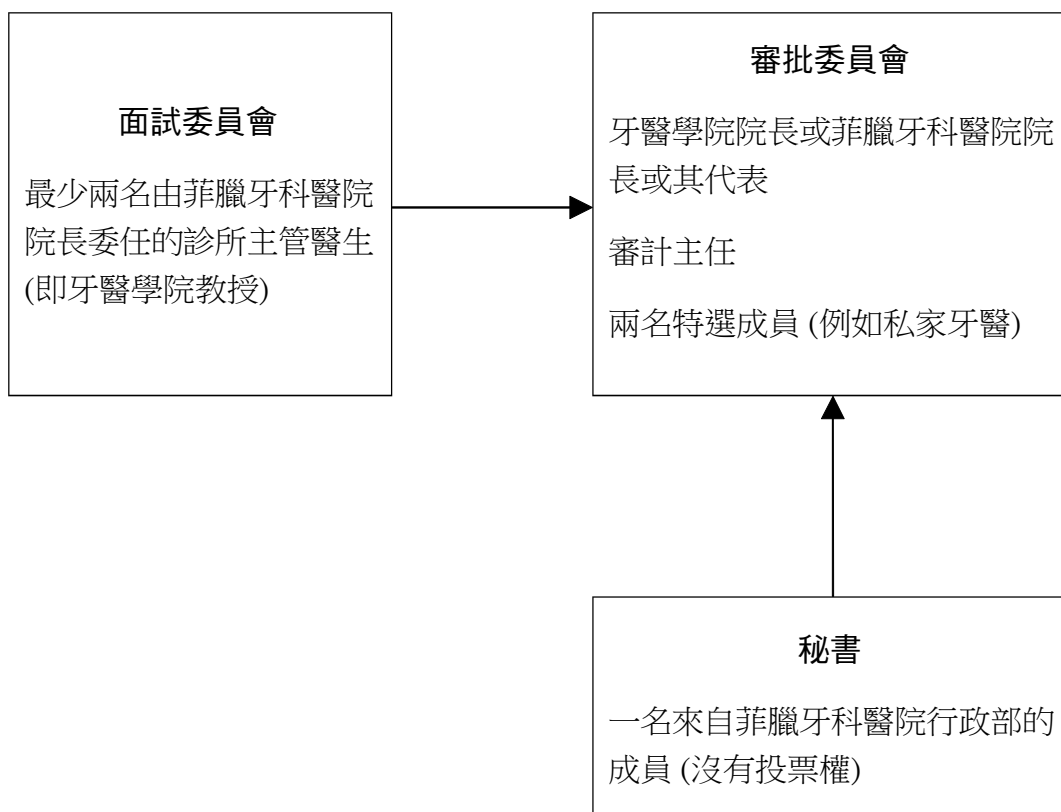 面試委員會
最少兩名由菲臘牙科醫院
院長委任的診所主管醫生
(即牙醫學院教授)
審批委員會
牙醫學院院長或菲臘牙科醫院院
長或其代表
審計主任
兩名特選成員 (例如私家牙醫)
秘書
一名來自菲臘牙科醫院行政部的
成員 (沒有投票權)